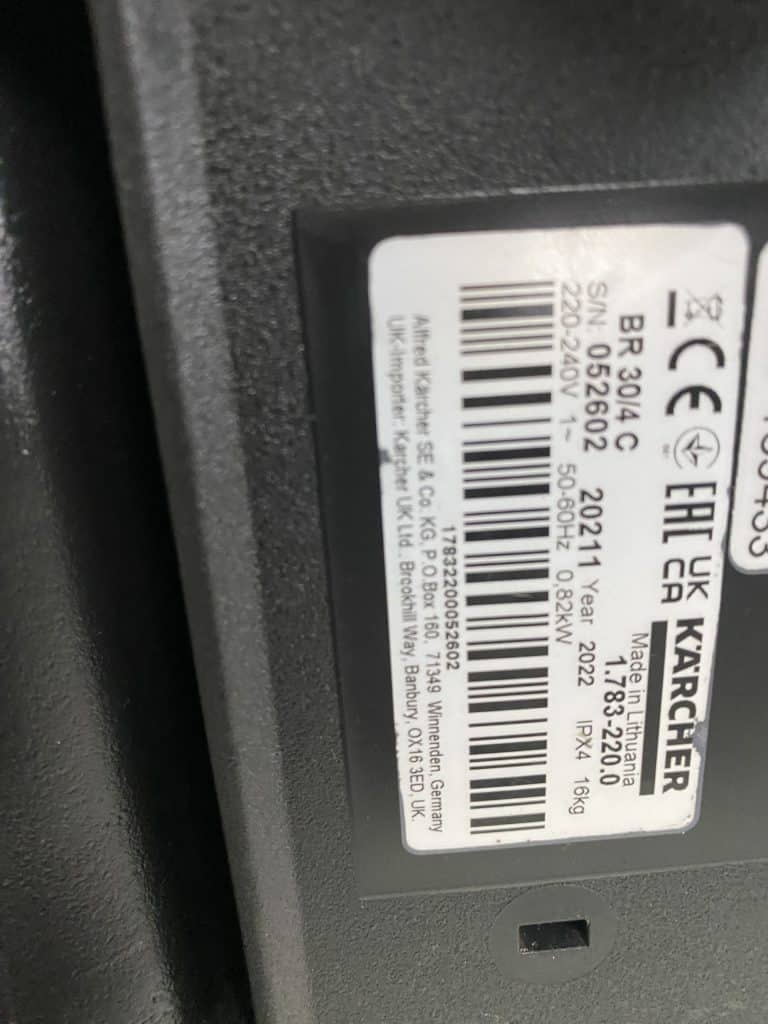 CE EAC UK CA KÄRCHER
Made in Lithuania
BR 30/4 C 1.783-220.0
S/N: 052602 20211 Year 2022 IPX4 16kg
220-240V 1~ 50-60Hz 0,82kW
17832200052602
Alfred Kärcher SE & Co. KG, P.O.Box 160, 71349 Winnenden, Germany
UK-Importer: Karcher UK Ltd., Brookhill Way, Banbury, OX16 3ED, UK.